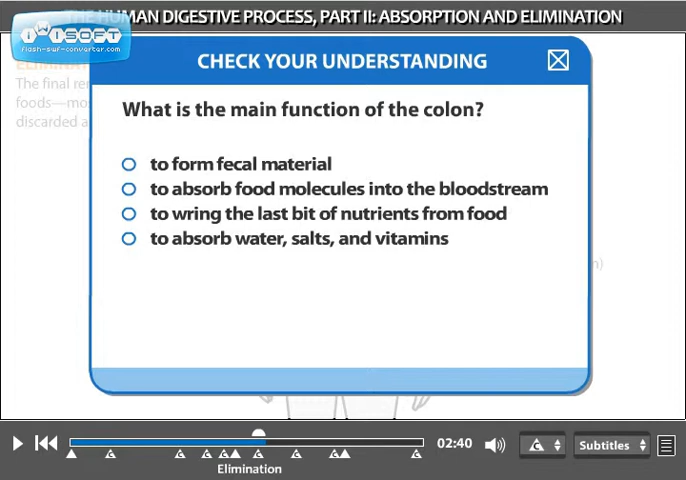 THE HUMAN DIGESTIVE PROCESS, PART II: ABSORPTION AND ELIMINATION
iWiSOFT
flash-swf-converter.com
The final re
foods—mos
discarded a
CHECK YOUR UNDERSTANDING
What is the main function of the colon?
to form fecal material
to absorb food molecules into the bloodstream
to wring the last bit of nutrients from food
to absorb water, salts, and vitamins
02:40
Subtitles
Elimination